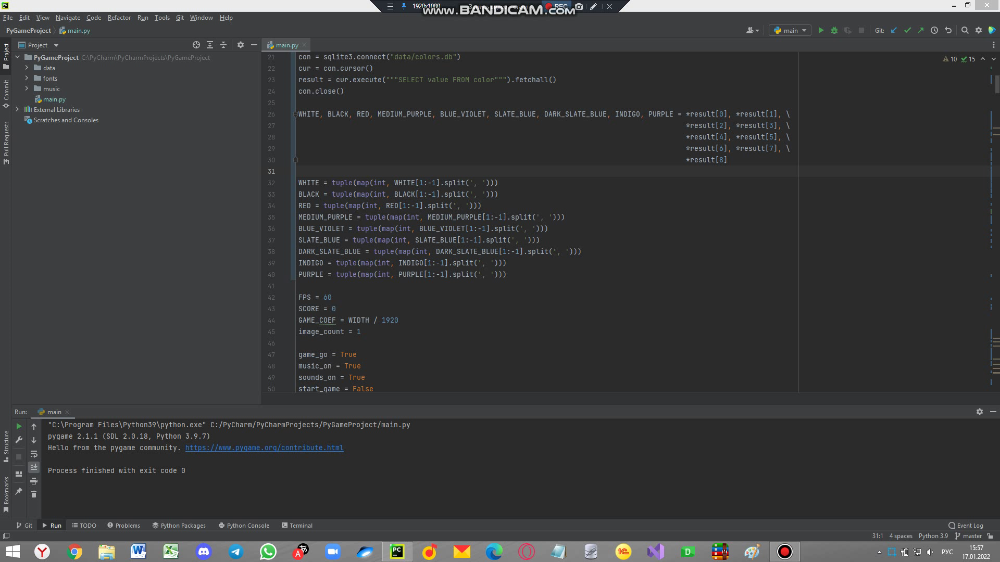 1920x1080
REC
www.BANDICAM.com
File Edit View Navigate Code Refactor Run Tools Git Window Help
PyGameProject main.py
main
Git:
Project
main.py
PyGameProject C:\PyCharm\PyCharmProjects\PyGameProject
data
fonts
music
main.py
External Libraries
Scratches and Consoles
Project
Commit
Pull Requests
Structure
Bookmarks
10 15
21 con = sqlite3.connect("data/colors.db")
22 cur = con.cursor()
23 result = cur.execute("""SELECT value FROM color""").fetchall()
24 con.close()
25
26 WHITE, BLACK, RED, MEDIUM_PURPLE, BLUE_VIOLET, SLATE_BLUE, DARK_SLATE_BLUE, INDIGO, PURPLE = *result[0], *result[1], \
27 *result[2], *result[3], \
28 *result[4], *result[5], \
29 *result[6], *result[7], \
30 *result[8]
31
32 WHITE = tuple(map(int, WHITE[1:-1].split(', ')))
33 BLACK = tuple(map(int, BLACK[1:-1].split(', ')))
34 RED = tuple(map(int, RED[1:-1].split(', ')))
35 MEDIUM_PURPLE = tuple(map(int, MEDIUM_PURPLE[1:-1].split(', ')))
36 BLUE_VIOLET = tuple(map(int, BLUE_VIOLET[1:-1].split(', ')))
37 SLATE_BLUE = tuple(map(int, SLATE_BLUE[1:-1].split(', ')))
38 DARK_SLATE_BLUE = tuple(map(int, DARK_SLATE_BLUE[1:-1].split(', ')))
39 INDIGO = tuple(map(int, INDIGO[1:-1].split(', ')))
40 PURPLE = tuple(map(int, PURPLE[1:-1].split(', ')))
41
42 FPS = 60
43 SCORE = 0
44 GAME_COEF = WIDTH / 1920
45 image_count = 1
46
47 game_go = True
48 music_on = True
49 sounds_on = True
50 start_game = False
Run: main
"C:\Program Files\Python39\python.exe" C:/PyCharm/PyCharmProjects/PyGameProject/main.py
pygame 2.1.1 (SDL 2.0.18, Python 3.9.7)
Hello from the pygame community. https://www.pygame.org/contribute.html
Process finished with exit code 0
Git Run TODO Problems Python Packages Python Console Terminal
Event Log
31:1 4 spaces Python 3.9 master
РУС
15:57
17.01.2022